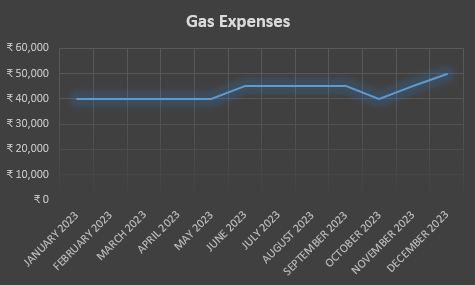 Gas Expenses
₹ 60,000
₹ 50,000
₹ 40,000
₹ 30,000
₹ 20,000
₹ 10,000
₹ 0
JANUARY 2023
FEBRUARY 2023
MARCH 2023
APRIL 2023
MAY 2023
JUNE 2023
JULY 2023
AUGUST 2023
SEPTEMBER 2023
OCTOBER 2023
NOVEMBER 2023
DECEMBER 2023